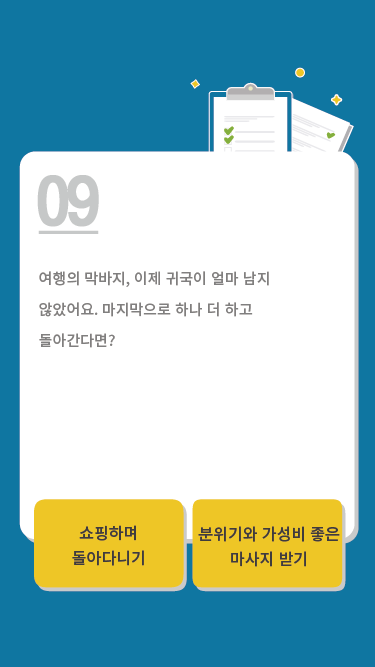 09
여행의 막바지, 이제 귀국이 얼마 남지
않았어요. 마지막으로 하나 더 하고
돌아간다면?
쇼핑하며
돌아다니기
분위기와 가성비 좋은
마사지 받기